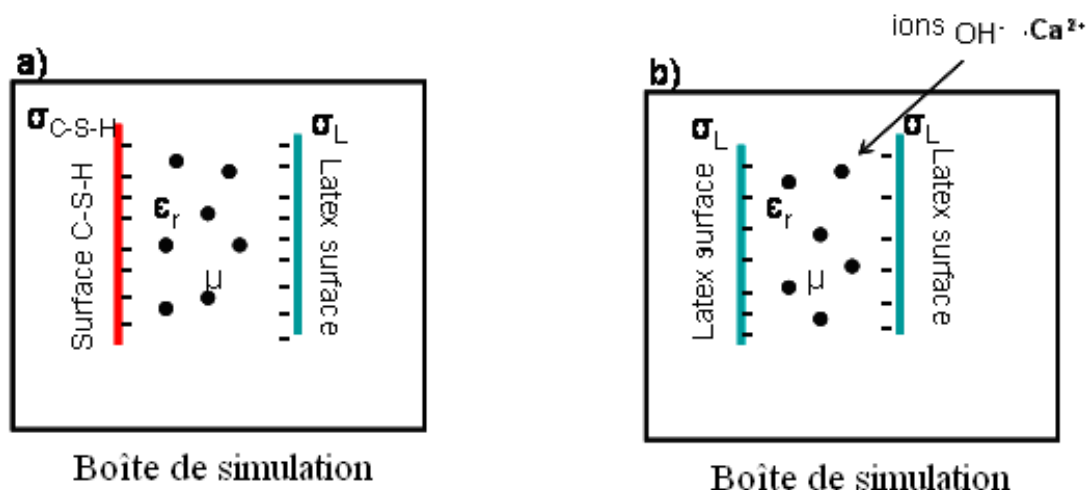 a)
σC-S-H
Surface C-S-H
εr
μ
σL
Latex surface
Boîte de simulation
ions OH- .Ca2+
b)
σL
Latex surface
εr
μ
σL
Latex surface
Boîte de simulation